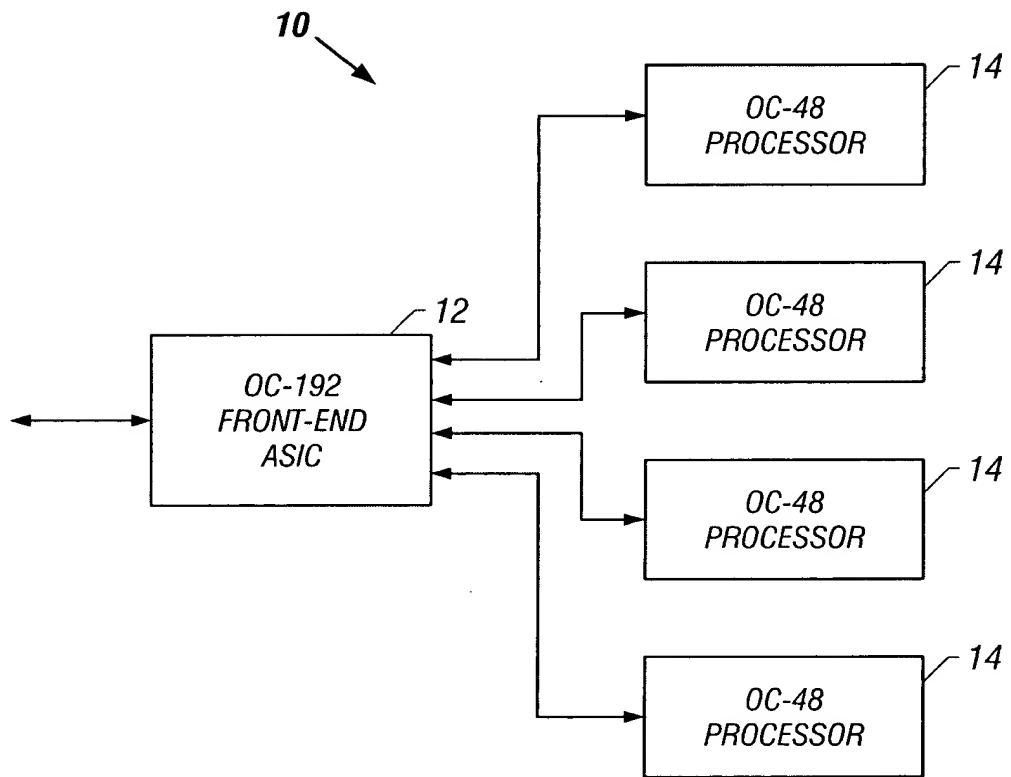 10
14
OC-48
PROCESSOR
14
OC-48
PROCESSOR
12
OC-192
FRONT-END
ASIC
14
OC-48
PROCESSOR
14
OC-48
PROCESSOR